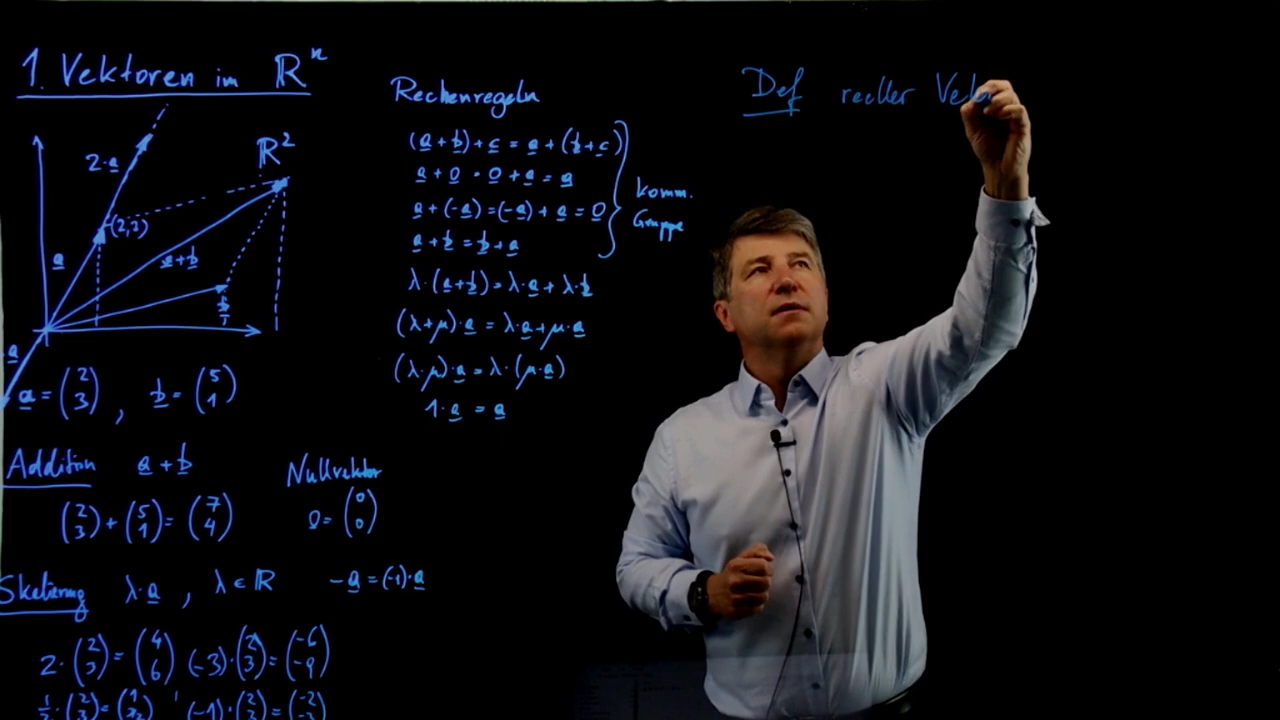 1. Vektoren im ℝⁿ
2·a
ℝ²
(2,3)
a
a+b
b
a
a = (2 3), b = (5 1)
Addition a + b
(2 3) + (5 1) = (7 4)
Nullvektor
0 = (0 0)
Skalierung λ·a , λ ∈ ℝ -a = (-1)·a
2·(2 3) = (4 6) (-3)·(2 3) = (-6 -9)
Rechenregeln
(a+b)+c = a+(b+c)
a+0 = 0+a = a
a+(-a) = (-a)+a = 0
a+b = b+a
komm.
Gruppe
λ·(a+b) = λ·a + λ·b
(λ+μ)·a = λ·a + μ·a
(λ·μ)·a = λ·(μ·a)
1·a = a
Def reeller Vek